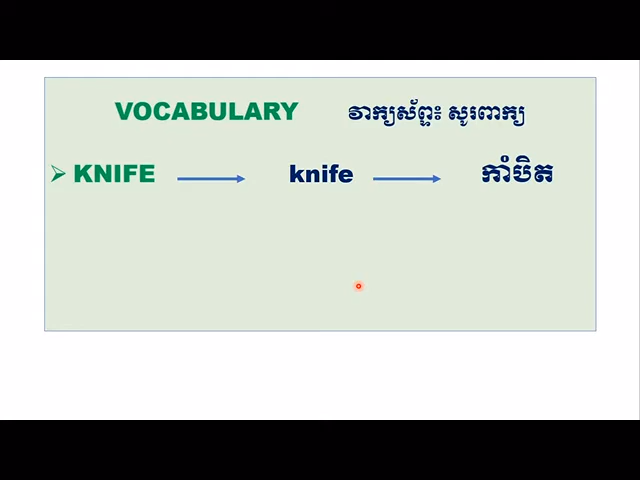 VOCABULARY វាក្យស័ព្ទ៖ សូរពាក្យ
➢ KNIFE → knife → កាំបិត